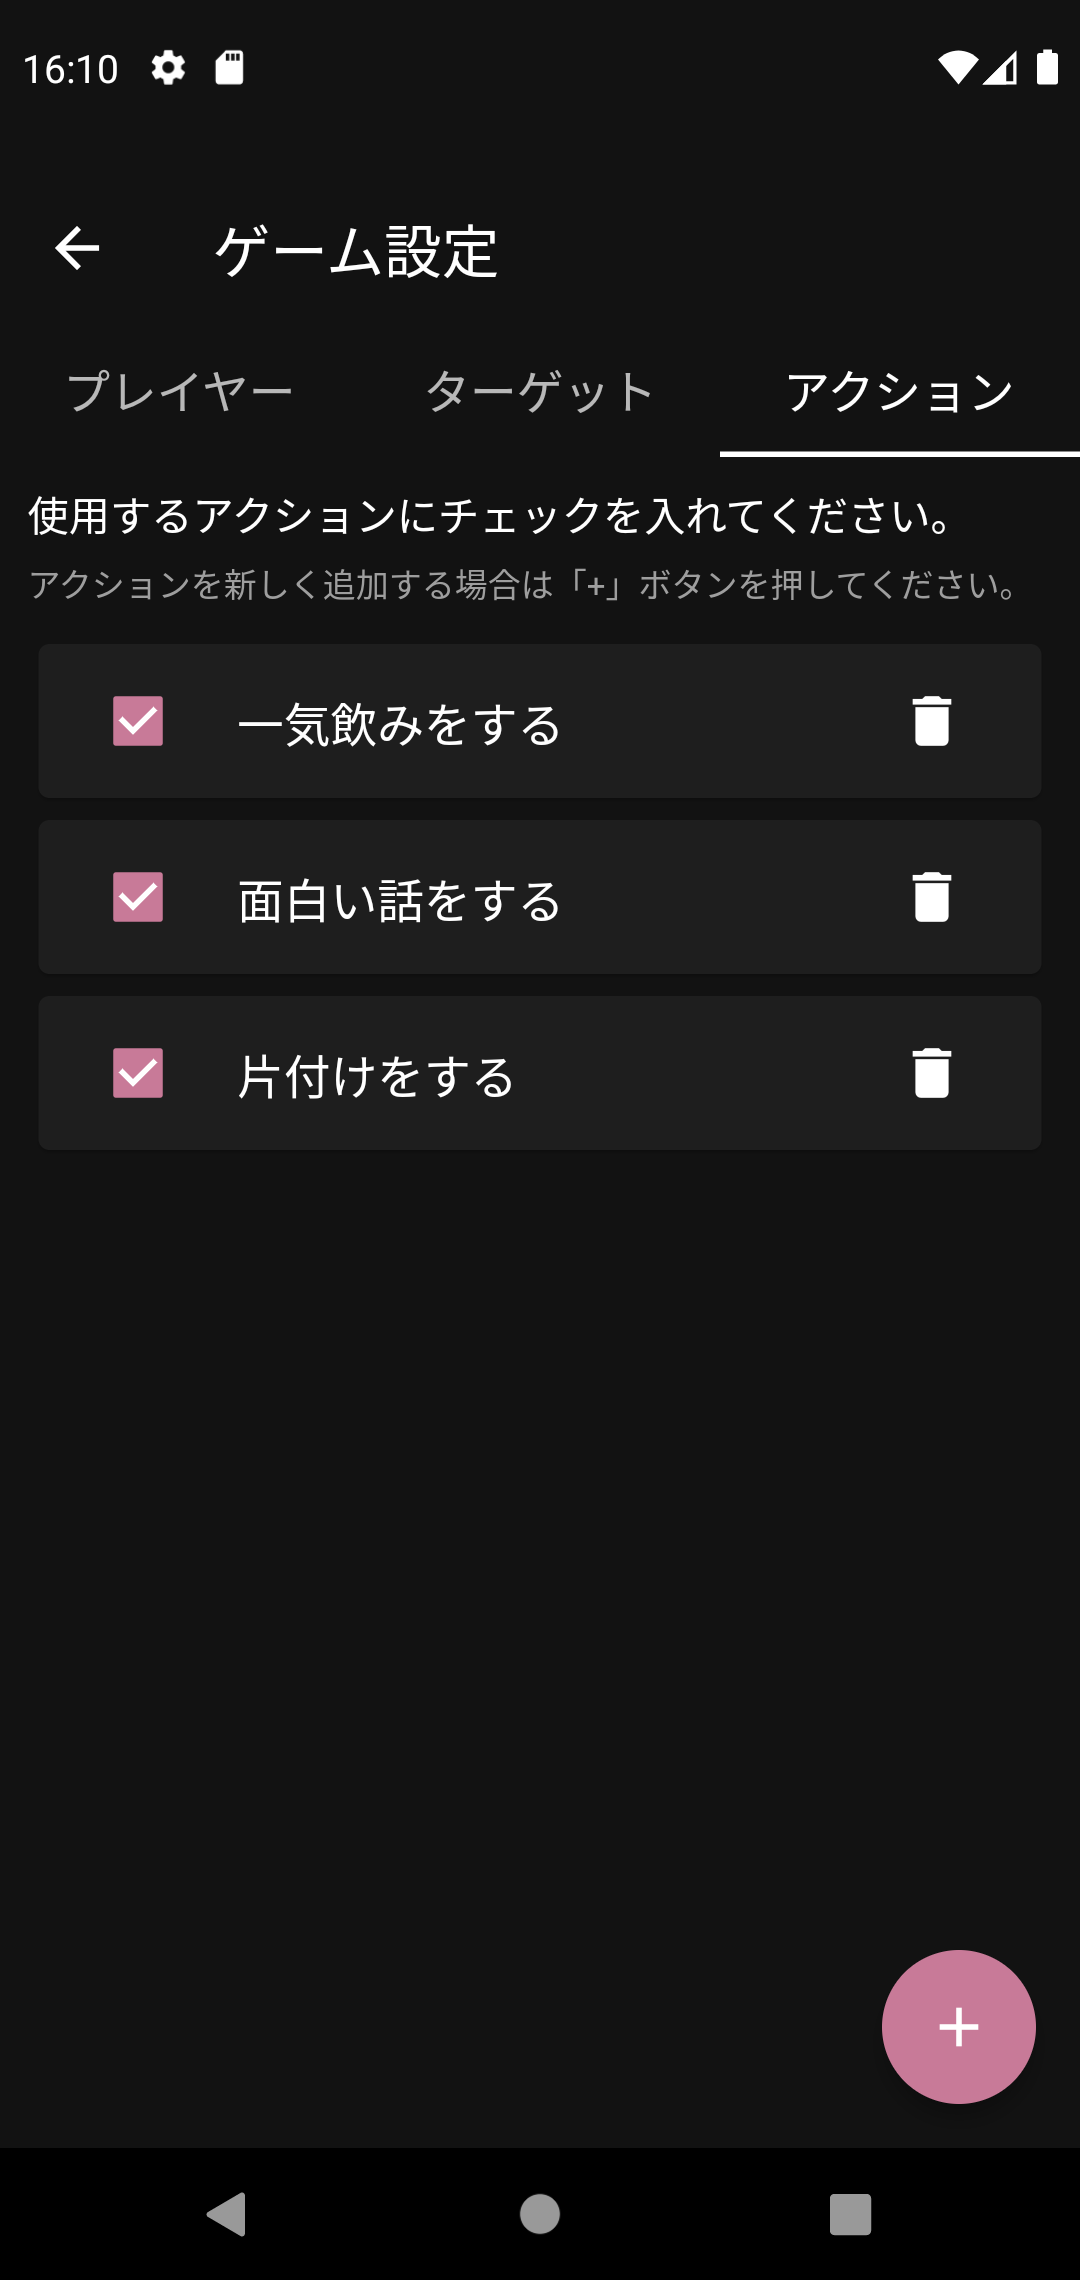 16:10
ゲーム設定
プレイヤー ターゲット アクション
使用するアクションにチェックを入れてください。
アクションを新しく追加する場合は「+」ボタンを押してください。
一気飲みをする
面白い話をする
片付けをする